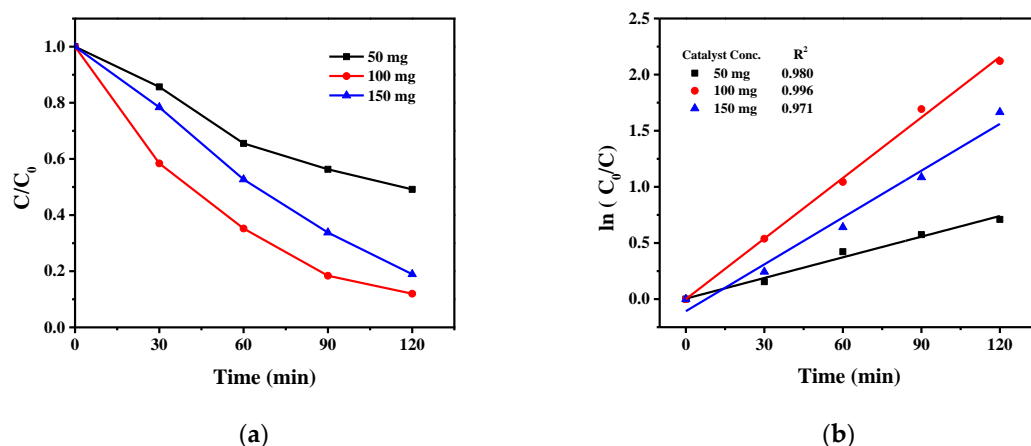 1.0
0.8
0.6
0.4
0.2
0.0
C/C0
50 mg
100 mg
150 mg
0 30 60 90 120
Time (min)
(a)
2.5
2.0
1.5
1.0
0.5
0.0
ln ( C0/C)
Catalyst Conc. R2
50 mg 0.980
100 mg 0.996
150 mg 0.971
0 30 60 90 120
Time (min)
(b)